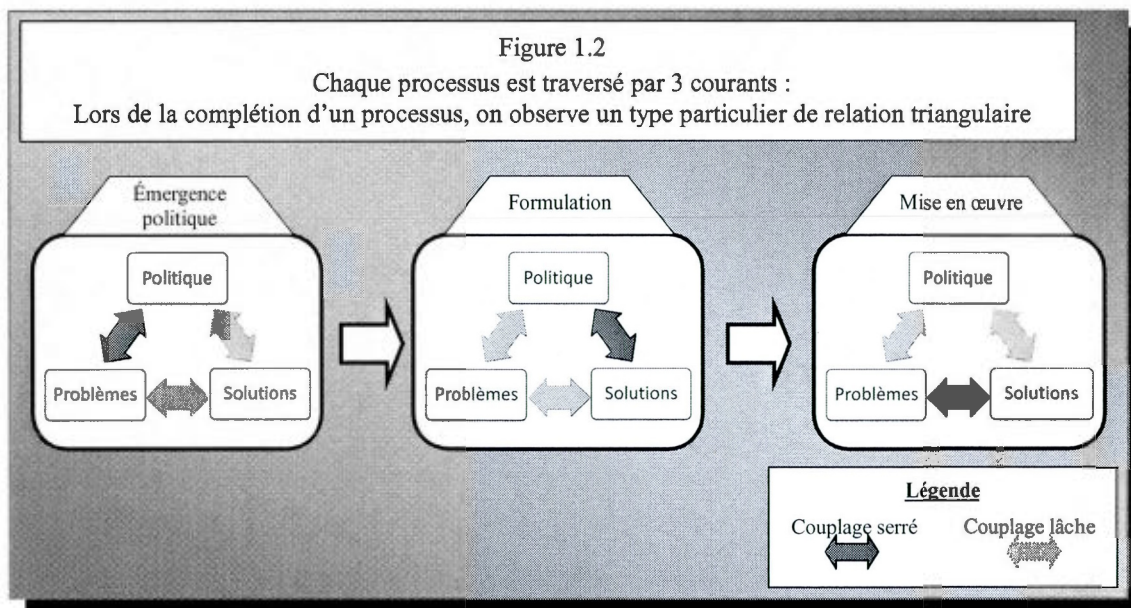 Figure 1.2
Chaque processus est traversé par 3 courants :
Lors de la complétion d'un processus, on observe un type particulier de relation triangulaire
Émergence
politique
Politique
Problèmes
Solutions
Formulation
Politique
Problèmes
Solutions
Mise en œuvre
Politique
Problèmes
Solutions
Légende
Couplage serré
Couplage lâche